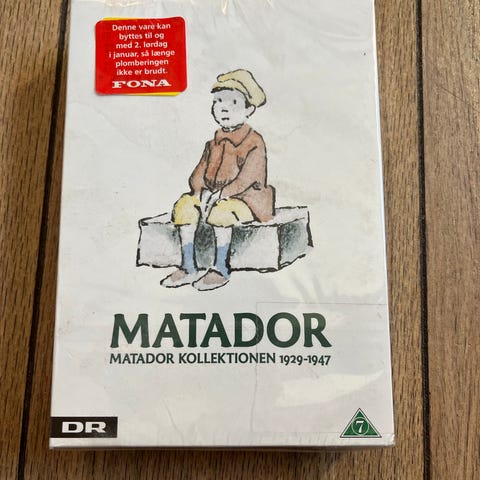 Denne vare kan
byttes til og
med 2. lørdag
i januar, så længe
plomberingen
ikke er brudt.
FONA
MATADOR
MATADOR KOLLEKTIONEN 1929-1947
DR
7